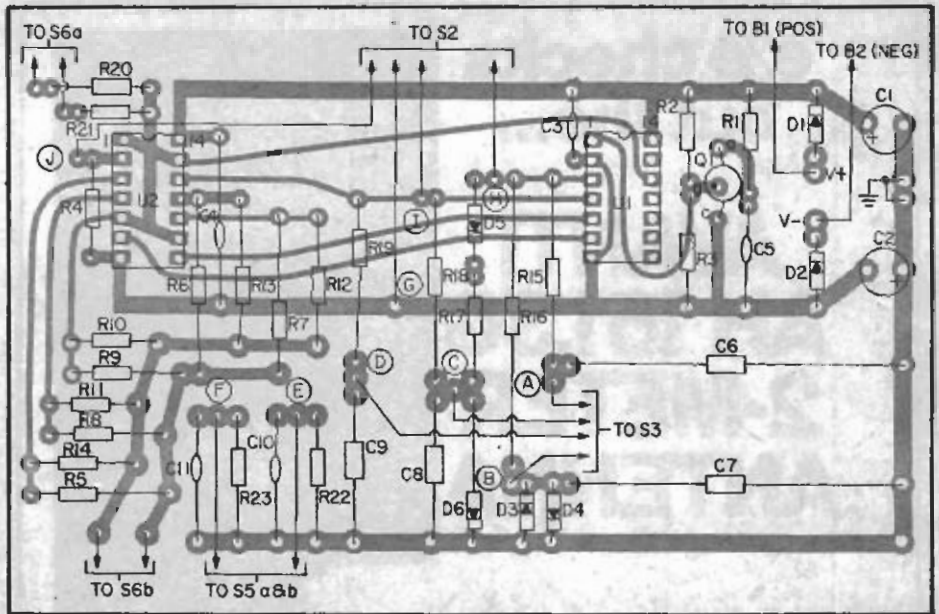 TO S6a
TO S2
TO B1 (POS)
TO B2 (NEG)
R20
R21
C3
R2
R1
D1
C1
+
V+
J
1
14
U2
R4
C4
I
H
D5
U1
14
Q1
R3
C5
V-
D2
C2
+
R6
R13
R12
R7
R19
G
R18
R17
R16
R15
R10
R9
R11
R8
R14
R5
F
E
D
C
A
C6
TO S3
C11
R23
C10
R22
C9
C8
B
D6
D3
D4
C7
TO S6b
TO S5 a&b